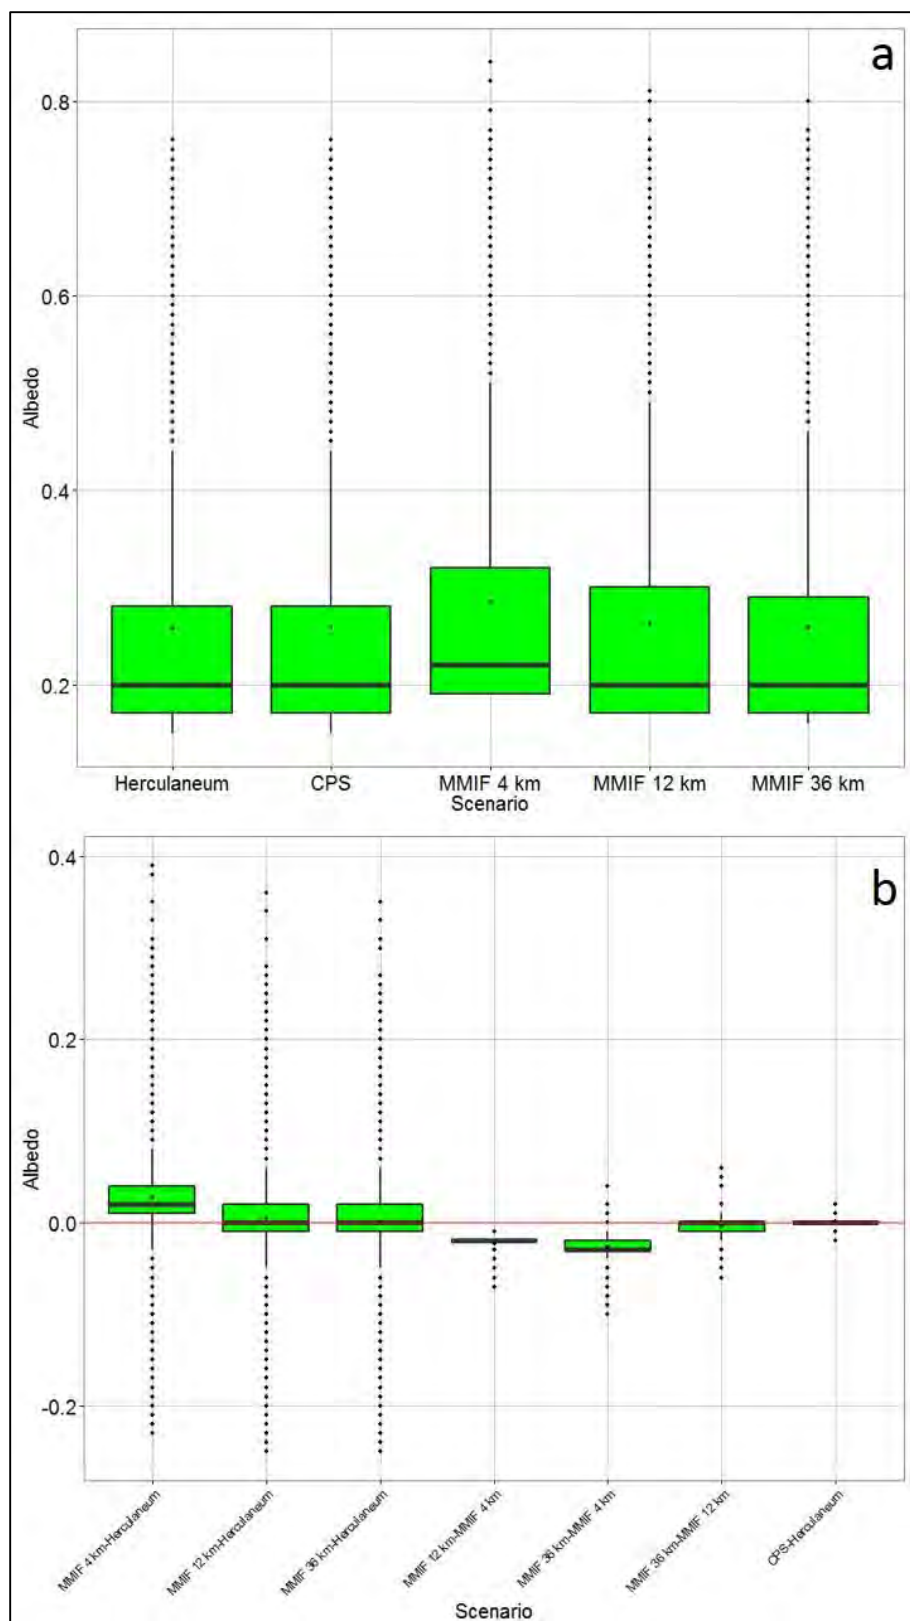 a
0.8
0.6
0.4
0.2
Albedo
Herculaneum CPS MMIF 4 km MMIF 12 km MMIF 36 km
Scenario
b
0.4
0.2
0.0
-0.2
Albedo
MMIF 4 km-Herculaneum
MMIF 12 km-Herculaneum
MMIF 36 km-Herculaneum
MMIF 12 km-MMIF 4 km
MMIF 36 km-MMIF 4 km
MMIF 36 km-MMIF 12 km
CPS-Herculaneum
Scenario